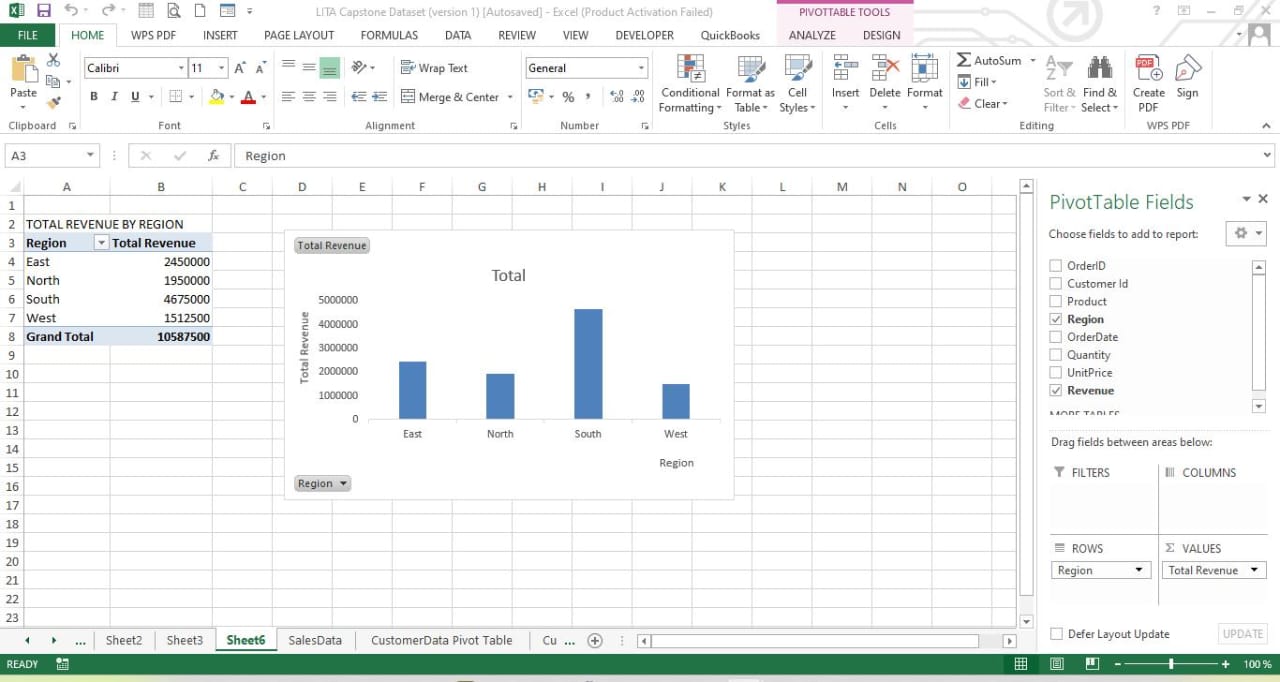 LITA Capstone Dataset (version 1) [Autosaved] - Excel (Product Activation Failed)
PIVOTTABLE TOOLS
?
FILE HOME WPS PDF INSERT PAGE LAYOUT FORMULAS DATA REVIEW VIEW DEVELOPER QuickBooks ANALYZE DESIGN
Paste
Calibri 11
B I U
Wrap Text
Merge & Center
General
%
Conditional Formatting
Format as Table
Cell Styles
Insert Delete Format
AutoSum
Fill
Clear
Sort & Filter
Find & Select
Create PDF
Sign
Clipboard Font Alignment Number Styles Cells Editing WPS PDF
A3 fx Region
A B C D E F G H I J K L M N O
1
2 TOTAL REVENUE BY REGION
3 Region Total Revenue
4 East 2450000
5 North 1950000
6 South 4675000
7 West 1512500
8 Grand Total 10587500
9
10
11
12
13
14
15
16
17
18
19
20
21
22
23
Total Revenue
Total
Total Revenue
5000000
4000000
3000000
2000000
1000000
0
East North South West
Region
Region
PivotTable Fields
Choose fields to add to report:
OrderID
Customer Id
Product
Region
OrderDate
Quantity
UnitPrice
Revenue
MORE TABLES
Drag fields between areas below:
FILTERS COLUMNS
ROWS VALUES
Region Total Revenue
Defer Layout Update UPDATE
... Sheet2 Sheet3 Sheet6 SalesData CustomerData Pivot Table Cu ...
READY 100 %